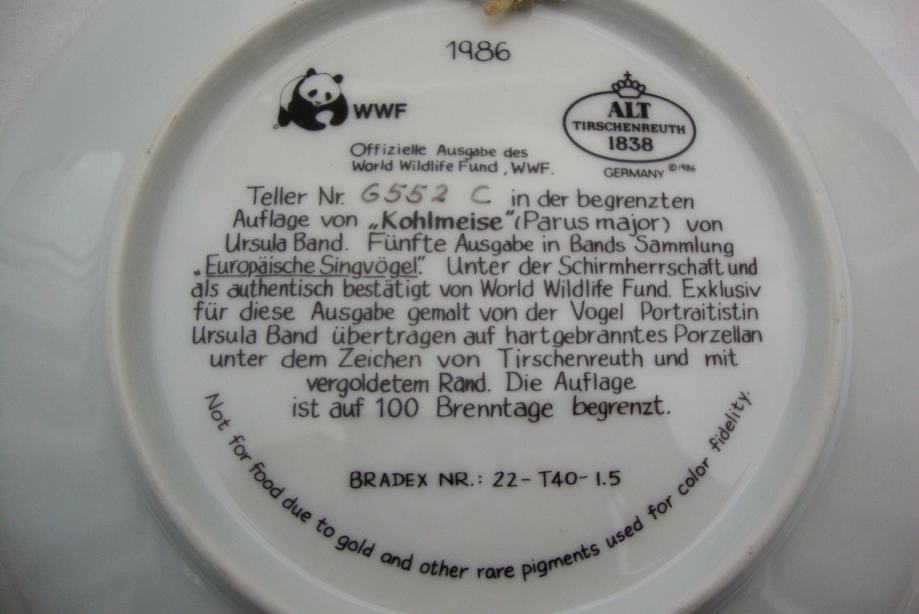 1986
WWF
ALT
TIRSCHENREUTH
1838
GERMANY ©1986
Offizielle Ausgabe des
World Wildlife Fund, WWF.
Teller Nr. 6552 C in der begrenzten
Auflage von „Kohlmeise" (Parus major) von
Ursula Band. Fünfte Ausgabe in Bands Sammlung
„Europäische Singvögel". Unter der Schirmherrschaft und
als authentisch bestätigt von World Wildlife Fund. Exklusiv
für diese Ausgabe gemalt von der Vogel Portraitistin
Ursula Band übertragen auf hartgebranntes Porzellan
unter dem Zeichen von Tirschenreuth und mit
vergoldetem Rand. Die Auflage
ist auf 100 Brenntage begrenzt.
BRADEX NR.: 22-T40-1.5
Not for food due to gold and other rare pigments used for color fidelity.